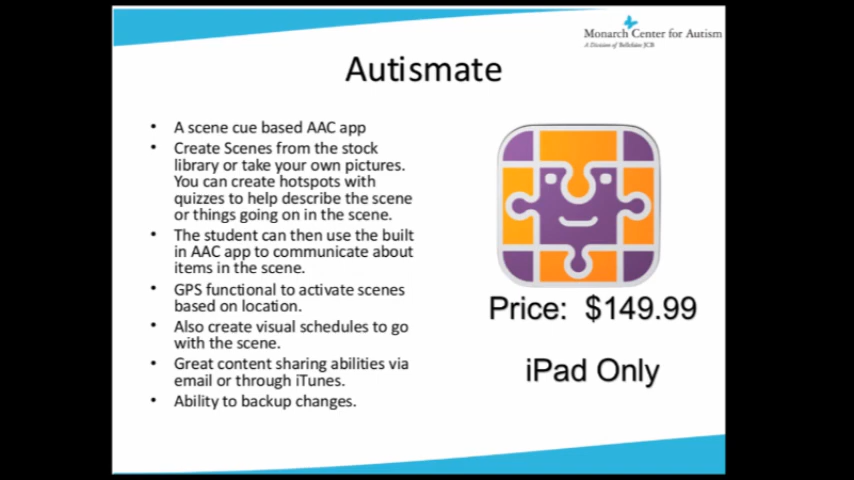 Monarch Center for Autism
A Division of Bellefaire JCB
Autismate
• A scene cue based AAC app
• Create Scenes from the stock
library or take your own pictures.
You can create hotspots with
quizzes to help describe the scene
or things going on in the scene.
• The student can then use the built
in AAC app to communicate about
items in the scene.
• GPS functional to activate scenes
based on location.
• Also create visual schedules to go
with the scene.
• Great content sharing abilities via
email or through iTunes.
• Ability to backup changes.
Price: $149.99
iPad Only